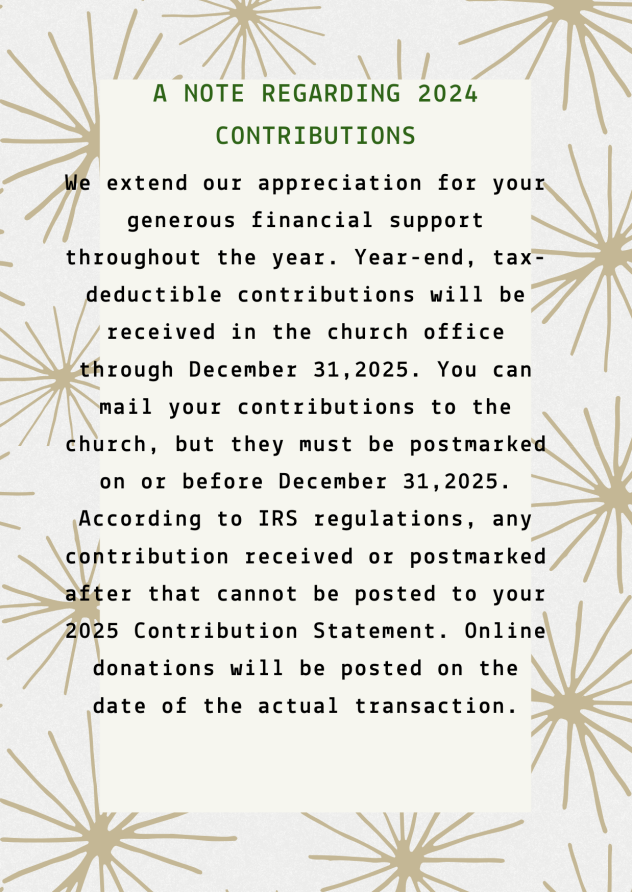 A NOTE REGARDING 2024
CONTRIBUTIONS
We extend our appreciation for your
generous financial support
throughout the year. Year-end, tax-
deductible contributions will be
received in the church office
through December 31,2025. You can
mail your contributions to the
church, but they must be postmarked
on or before December 31,2025.
According to IRS regulations, any
contribution received or postmarked
after that cannot be posted to your
2025 Contribution Statement. Online
donations will be posted on the
date of the actual transaction.